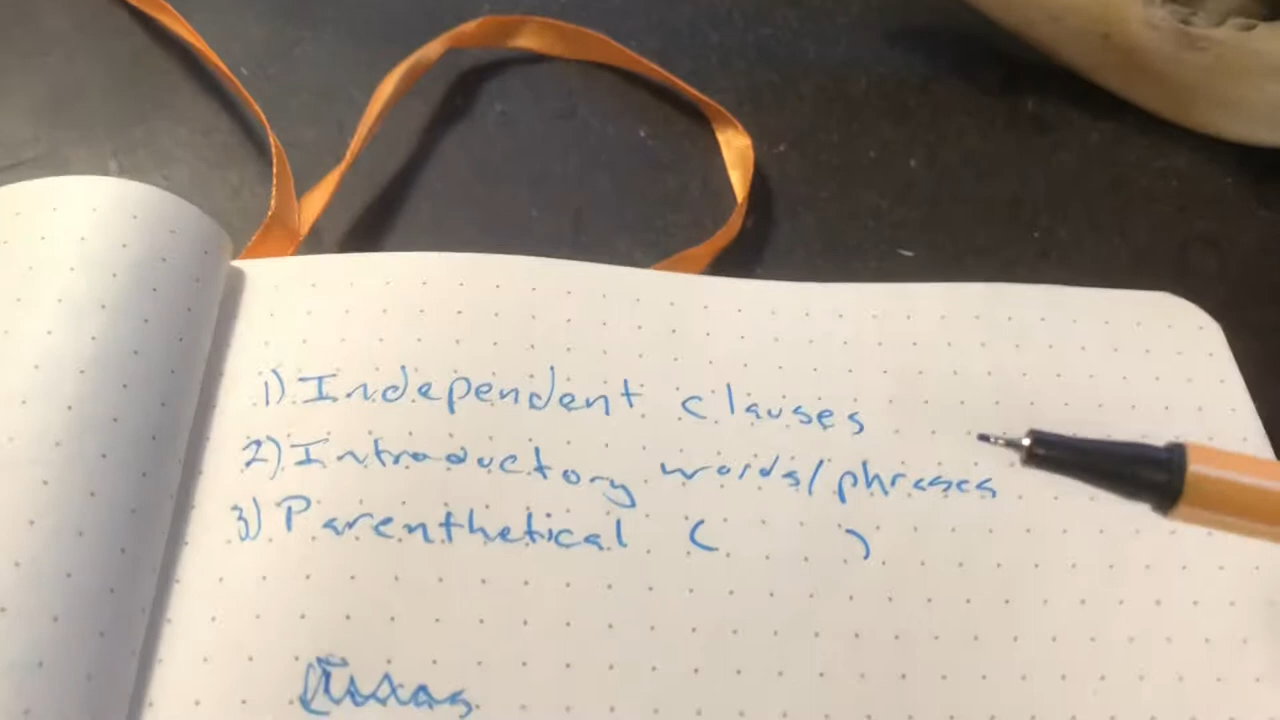 1) Independent clauses
2) Introductory words/phrases
3) Parenthetical ( )